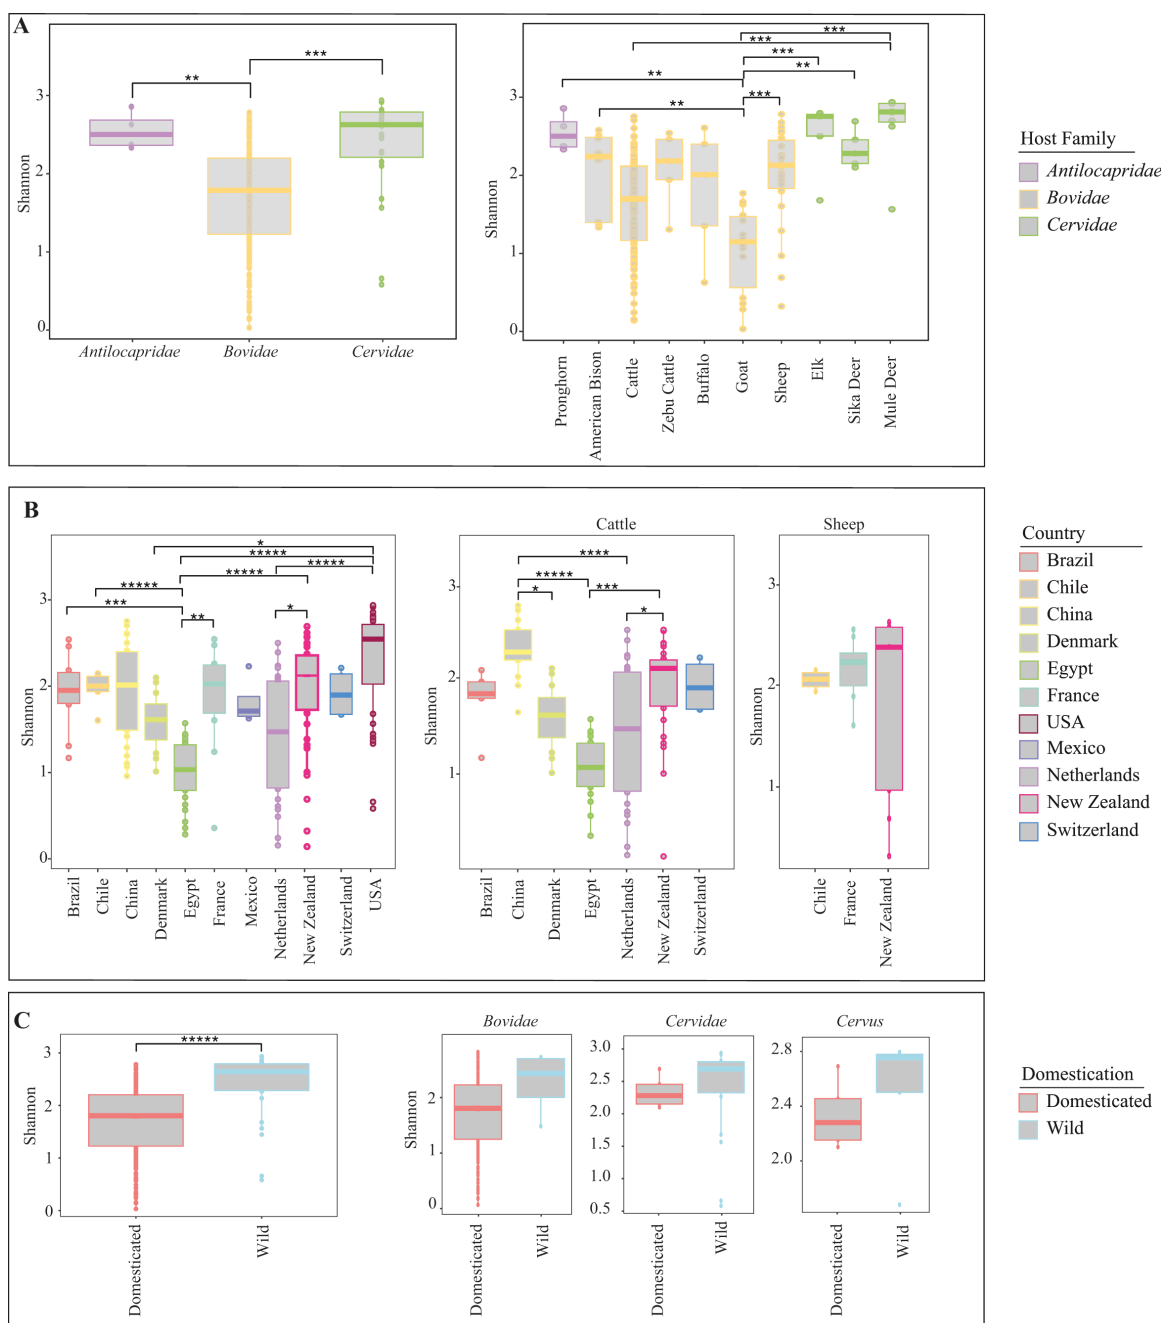 A
Shannon
3
2
1
0
**
***
Antilocapridae
Bovidae
Cervidae
Shannon
3
2
1
0
***
***
***
**
**
***
**
Pronghorn
American Bison
Cattle
Zebu Cattle
Buffalo
Goat
Sheep
Elk
Sika Deer
Mule Deer
Host Family
Antilocapridae
Bovidae
Cervidae
B
Shannon
3
2
1
0
*
*****
*****
*****
*****
***
**
*
Brazil
Chile
China
Denmark
Egypt
France
Mexico
Netherlands
New Zealand
Switzerland
USA
Cattle
Shannon
2
1
****
*****
***
*
*
Brazil
China
Denmark
Egypt
Netherlands
New Zealand
Switzerland
Sheep
Shannon
3
2
1
Chile
France
New Zealand
Country
Brazil
Chile
China
Denmark
Egypt
France
USA
Mexico
Netherlands
New Zealand
Switzerland
C
Shannon
3
2
1
0
*****
Domesticated
Wild
Bovidae
Shannon
2
1
0
Domesticated
Wild
Cervidae
3.0
2.5
2.0
1.5
1.0
0.5
Domesticated
Wild
Cervus
2.8
2.4
2.0
Domesticated
Wild
Domestication
Domesticated
Wild